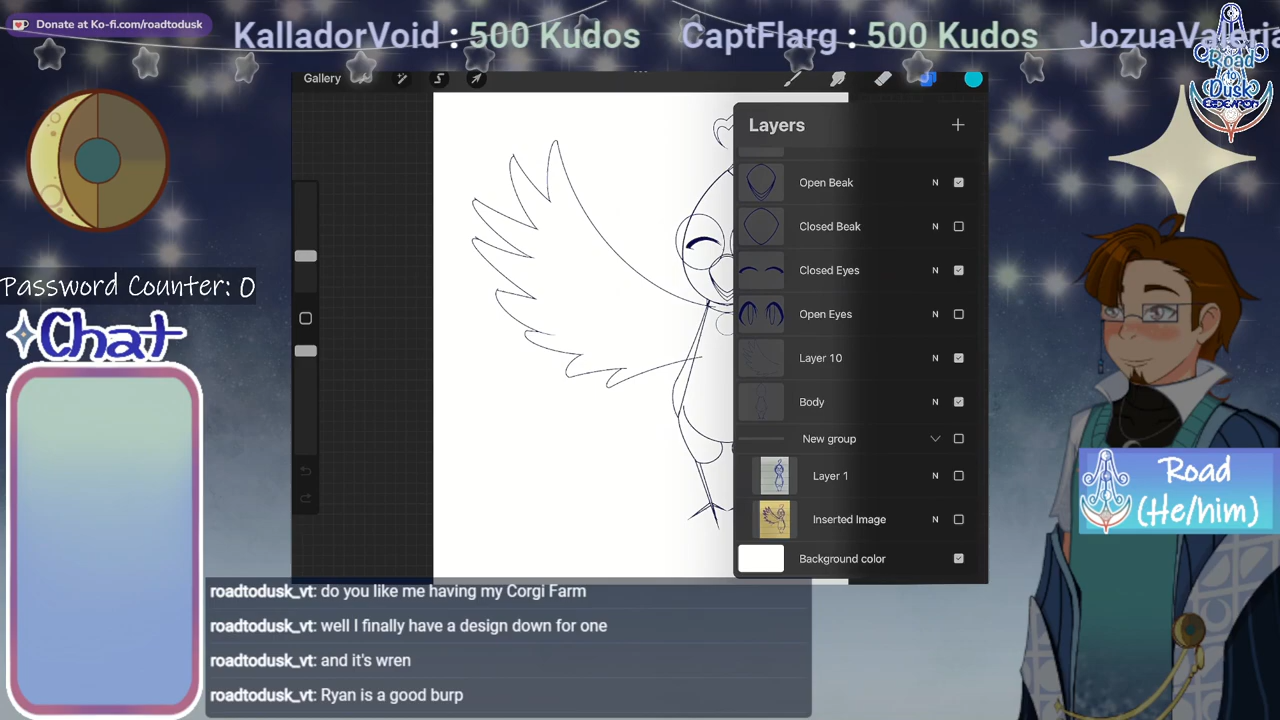 Donate at Ko-fi.com/roadtodusk
KalladorVoid : 500 Kudos CaptFlarg : 500 Kudos
Road
to
Dusk
Gallery
Layers
Open Beak N
Closed Beak N
Closed Eyes N
Open Eyes N
Layer 10 N
Body N
New group
Layer 1 N
Inserted Image N
Background color
Password Counter: 0
Chat
Road
(He/him)
roadtodusk_vt: do you like me having my Corgi Farm
roadtodusk_vt: well I finally have a design down for one
roadtodusk_vt: and it's wren
roadtodusk_vt: Ryan is a good burp